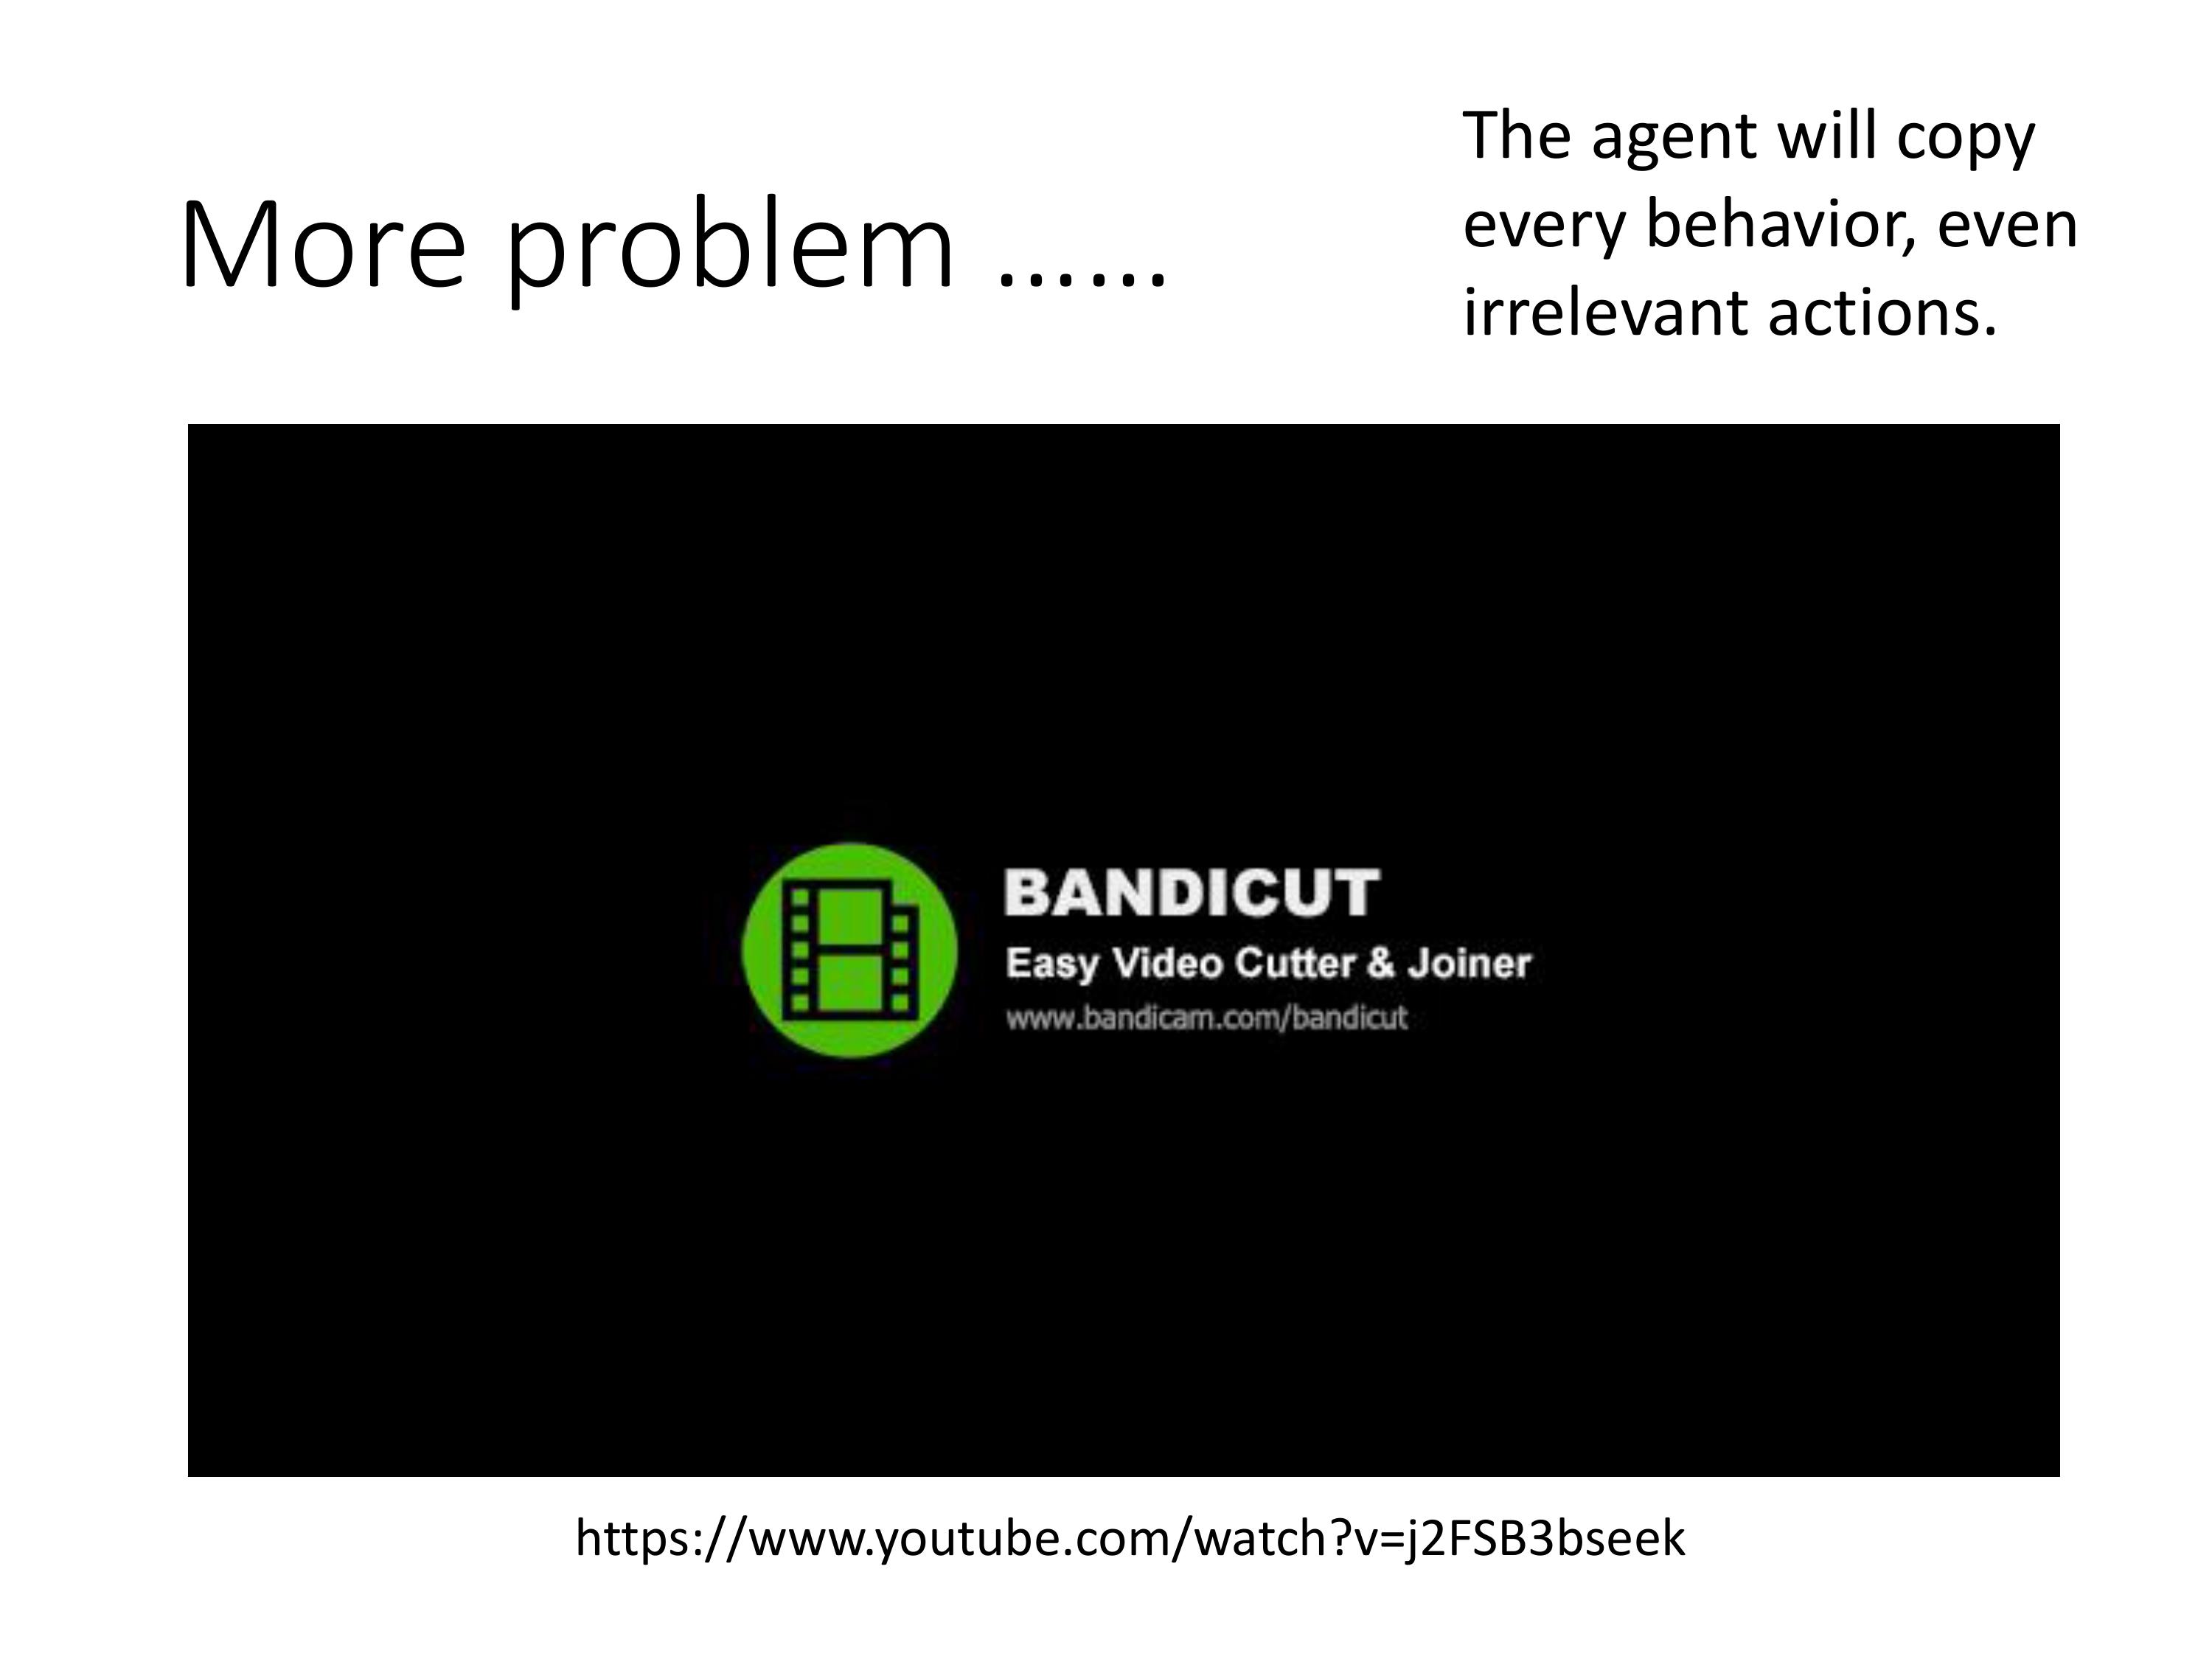 More problem ……
The agent will copy
every behavior, even
irrelevant actions.
BANDICUT
Easy Video Cutter & Joiner
www.bandicam.com/bandicut
https://www.youtube.com/watch?v=j2FSB3bseek